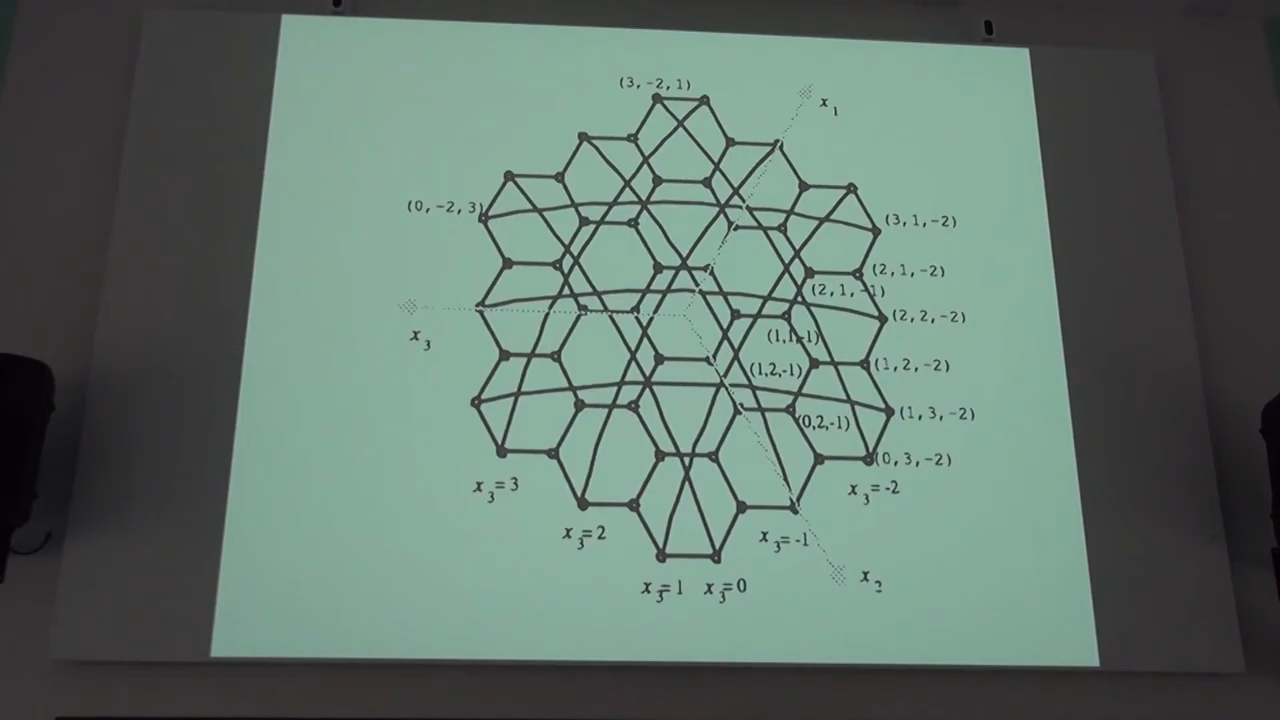 (3,-2,1)
x1
(0,-2,3)
(3,1,-2)
(2,1,-2)
(2,1,-1)
(2,2,-2)
x3
(1,1,-1)
(1,2,-2)
(1,2,-1)
(1,3,-2)
(0,2,-1)
(0,3,-2)
x3=3
x3=-2
x3=2
x3=-1
x2
x3=1 x3=0